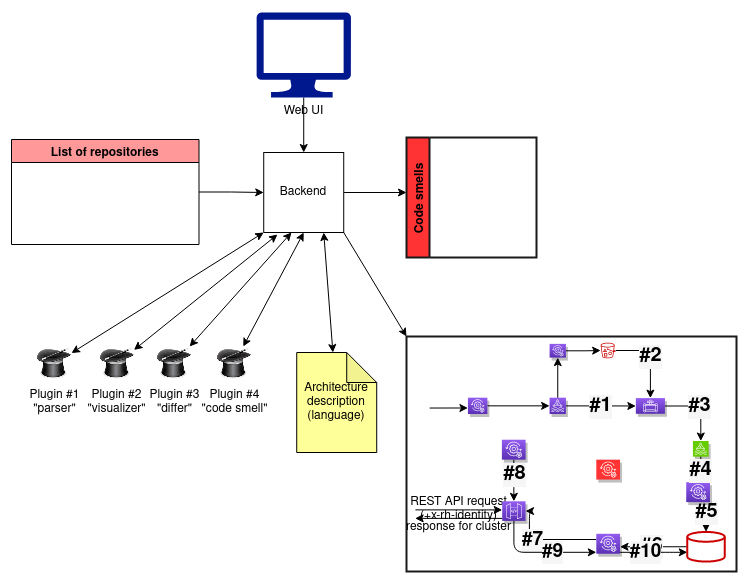 Web UI
List of repositories
Backend
Code smells
Plugin #1
"parser"
Plugin #2
"visualizer"
Plugin #3
"differ"
Plugin #4
"code smell"
Architecture
description
(language)
#2
#1
#3
#4
#8
#5
REST API request
(+x-rh-identity)
response for cluster
#7
#9
#10